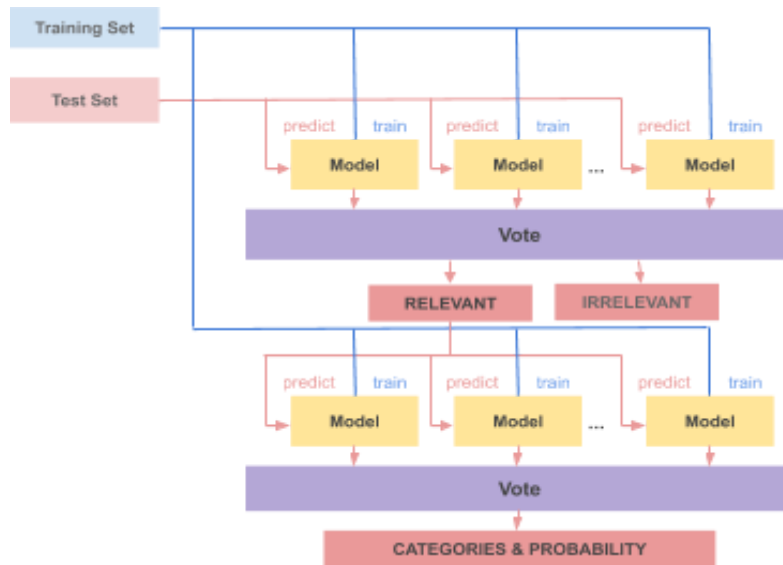 Training Set
Test Set
predict train predict train predict train
Model Model ... Model
Vote
RELEVANT IRRELEVANT
predict train predict train predict train
Model Model ... Model
Vote
CATEGORIES & PROBABILITY